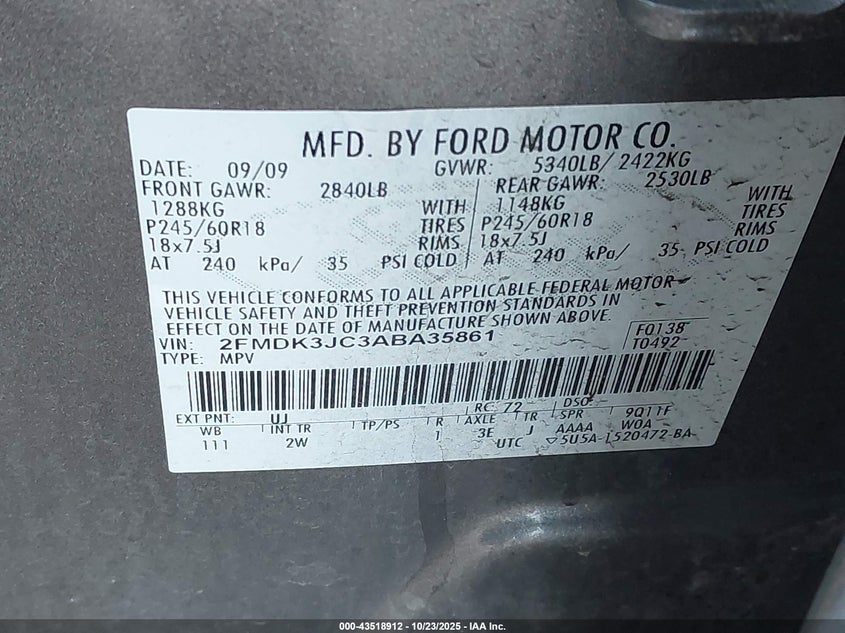 MFD. BY FORD MOTOR CO.
DATE: 09/09 GVWR: 5340LB/ 2422KG
FRONT GAWR: 2840LB REAR GAWR: 2530LB
1288KG WITH 1148KG WITH
P245/60R18 TIRES P245/60R18 TIRES
18x7.5J RIMS 18x7.5J RIMS
AT 240 kPa/ 35 PSI COLD AT 240 kPa/ 35 PSI COLD
THIS VEHICLE CONFORMS TO ALL APPLICABLE FEDERAL MOTOR
VEHICLE SAFETY AND THEFT PREVENTION STANDARDS IN
EFFECT ON THE DATE OF MANUFACTURE SHOWN ABOVE.
VIN: 2FMDK3JC3ABA35861 F0138
TYPE: MPV T0492
RC: 72 DSO: -
EXT PNT: UJ
WB INT TR TP/PS R AXLE TR SPR 9Q11F
111 2W 1 3E J AAAA W0A
UTC ▽5U5A-1520472-BA
000-43518912 - 10/23/2025 - IAA Inc.